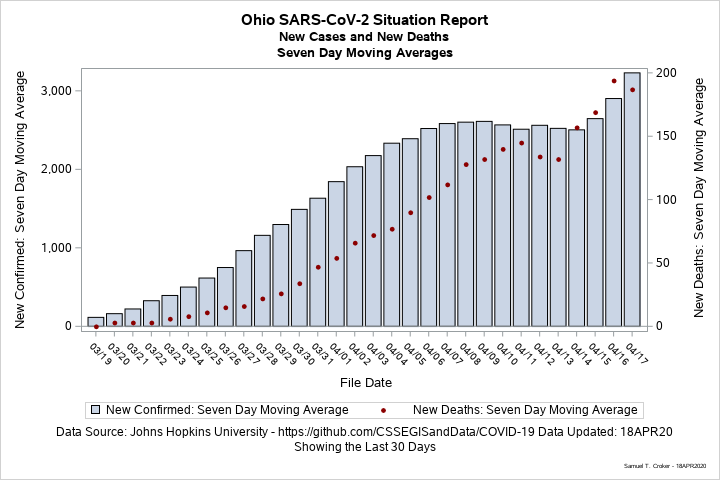 Ohio SARS-CoV-2 Situation Report
New Cases and New Deaths
Seven Day Moving Averages
New Confirmed: Seven Day Moving Average
3,000
2,000
1,000
0
200
150
100
50
0
New Deaths: Seven Day Moving Average
03/19 03/20 03/21 03/22 03/23 03/24 03/25 03/26 03/27 03/28 03/29 03/30 03/31 04/01 04/02 04/03 04/04 04/05 04/06 04/07 04/08 04/09 04/10 04/11 04/12 04/13 04/14 04/15 04/16 04/17
File Date
New Confirmed: Seven Day Moving Average New Deaths: Seven Day Moving Average
Data Source: Johns Hopkins University - https://github.com/CSSEGISandData/COVID-19 Data Updated: 18APR20
Showing the Last 30 Days
Samuel T. Croker - 18APR2020